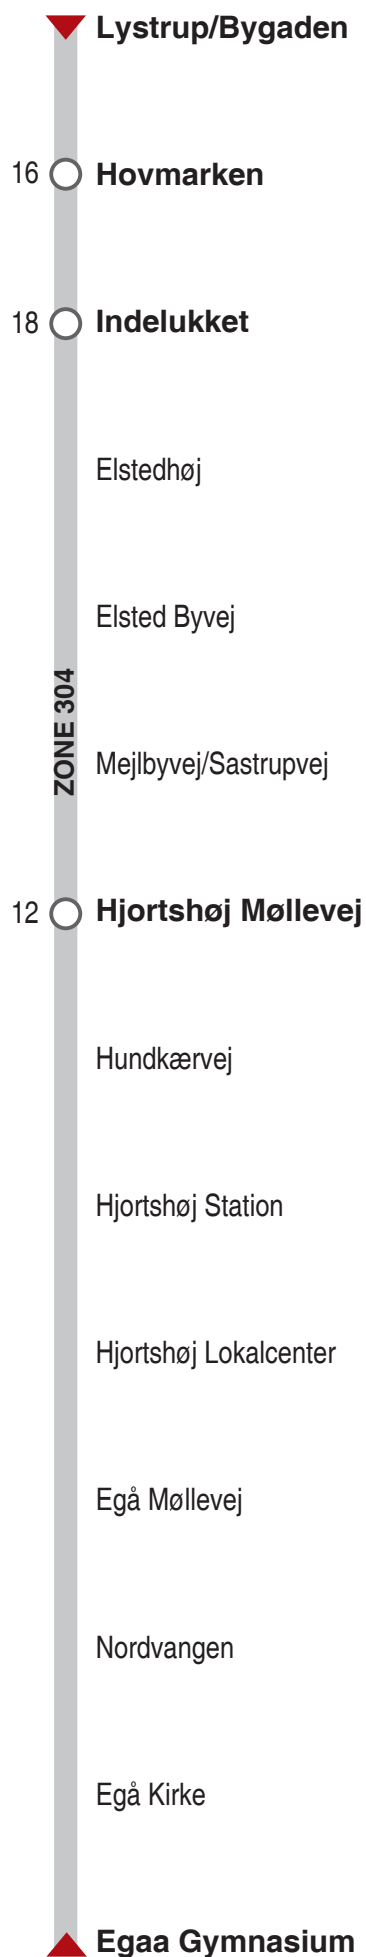 Lystrup/Bygaden
16 Hovmarken
18 Indelukket
Elstedhøj
Elsted Byvej
ZONE 304
Mejlbyvej/Sastrupvej
12 Hjortshøj Møllevej
Hundkærvej
Hjortshøj Station
Hjortshøj Lokalcenter
Egå Møllevej
Nordvangen
Egå Kirke
Egaa Gymnasium